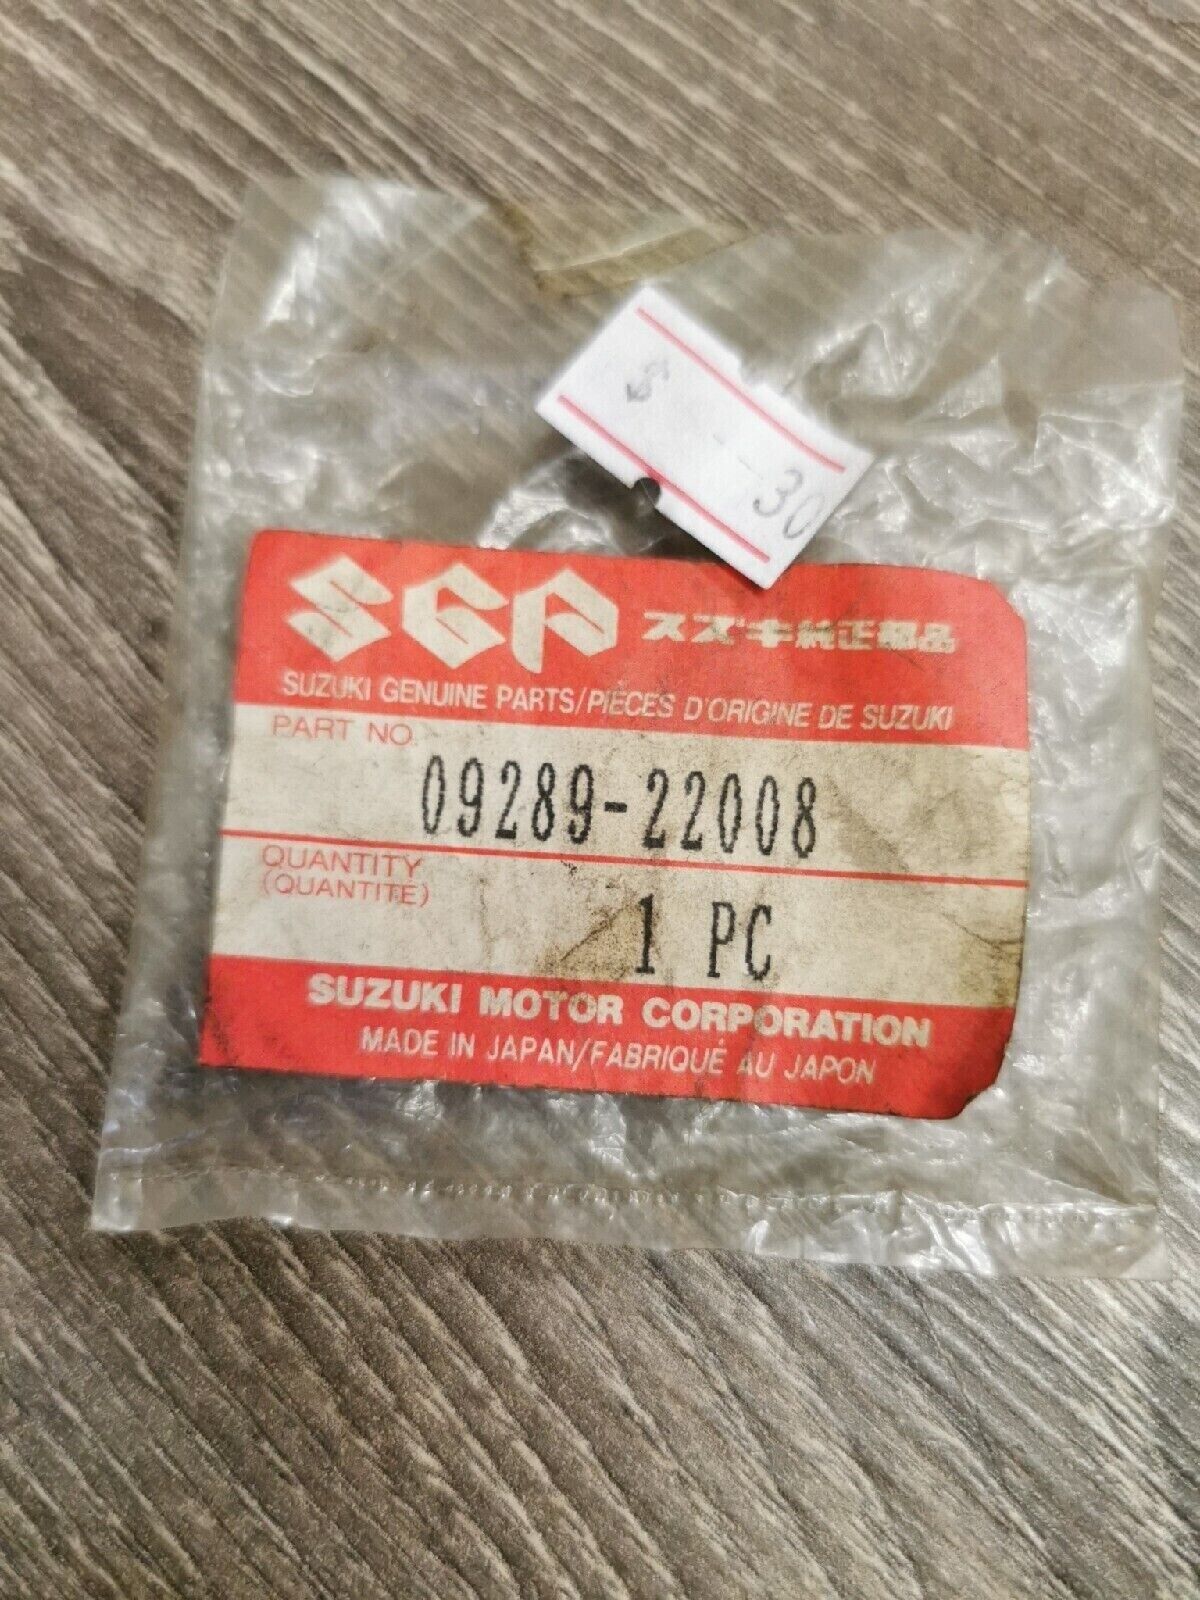 30
SGP スズキ純正部品
SUZUKI GENUINE PARTS/PIÈCES D'ORIGINE DE SUZUKI
PART NO.
09289-22008
QUANTITY
(QUANTITÉ)
1 PC
SUZUKI MOTOR CORPORATION
MADE IN JAPAN/FABRIQUÉ AU JAPON